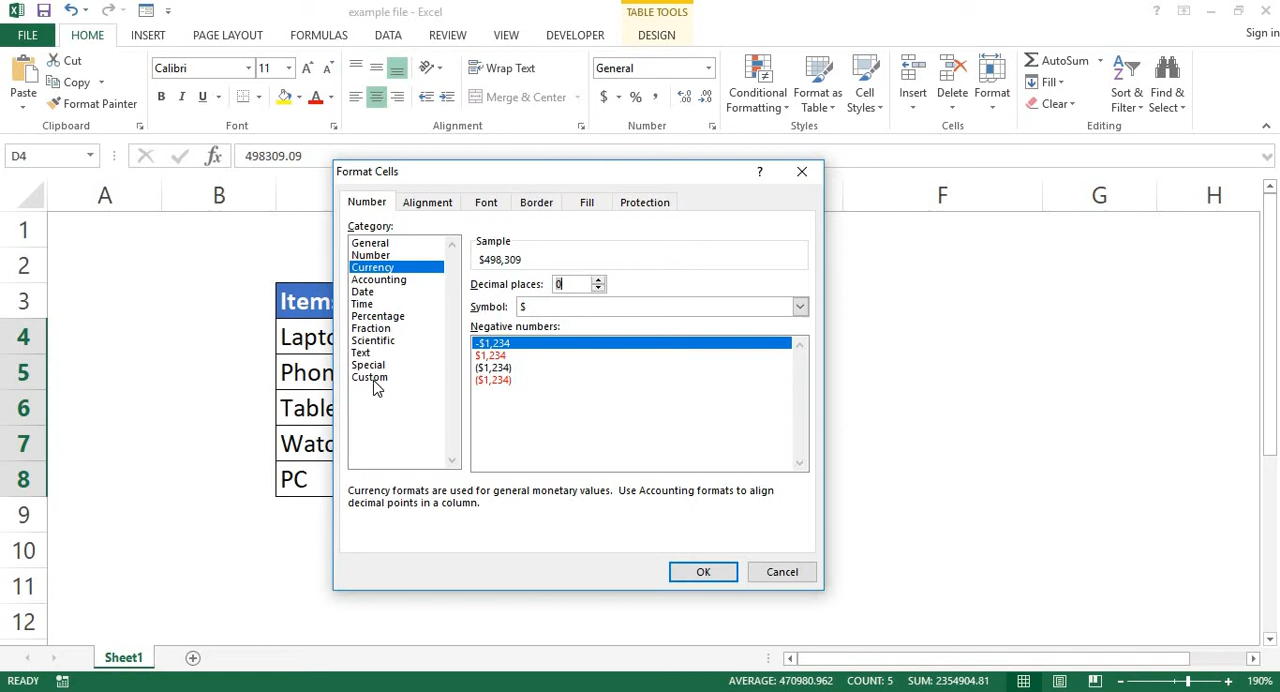 example file - Excel
TABLE TOOLS
Sign in
FILE
HOME
INSERT
PAGE LAYOUT
FORMULAS
DATA
REVIEW
VIEW
DEVELOPER
DESIGN
Paste
Cut
Copy
Format Painter
Clipboard
Calibri
11
B I U
Font
Wrap Text
Merge & Center
Alignment
General
$ % ,
Number
Conditional
Formatting
Format as
Table
Cell
Styles
Styles
Insert
Delete
Format
Cells
AutoSum
Fill
Clear
Sort &
Filter
Find &
Select
Editing
D4
fx
498309.09
A B F G H
1
2
3
4
5
6
7
8
9
10
11
12
Items
Lapto
Phon
Table
Watc
PC
Format Cells
?
Number
Alignment
Font
Border
Fill
Protection
Category:
General
Number
Currency
Accounting
Date
Time
Percentage
Fraction
Scientific
Text
Special
Custom
Sample
$498,309
Decimal places: 0
Symbol: $
Negative numbers:
-$1,234
$1,234
($1,234)
($1,234)
Currency formats are used for general monetary values.  Use Accounting formats to align
decimal points in a column.
OK
Cancel
Sheet1
READY
AVERAGE: 470980.962
COUNT: 5
SUM: 2354904.81
190%